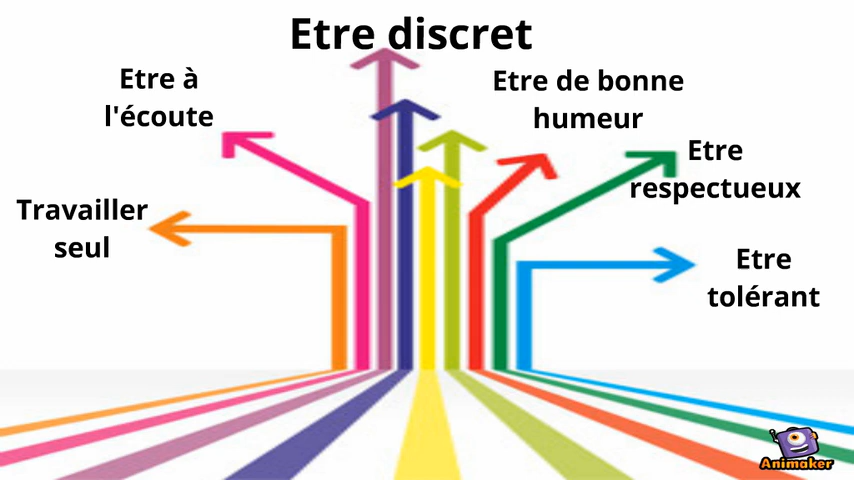 Etre discret
Etre à
l'écoute
Etre de bonne
humeur
Etre
respectueux
Travailler
seul
Etre
tolérant
Animaker